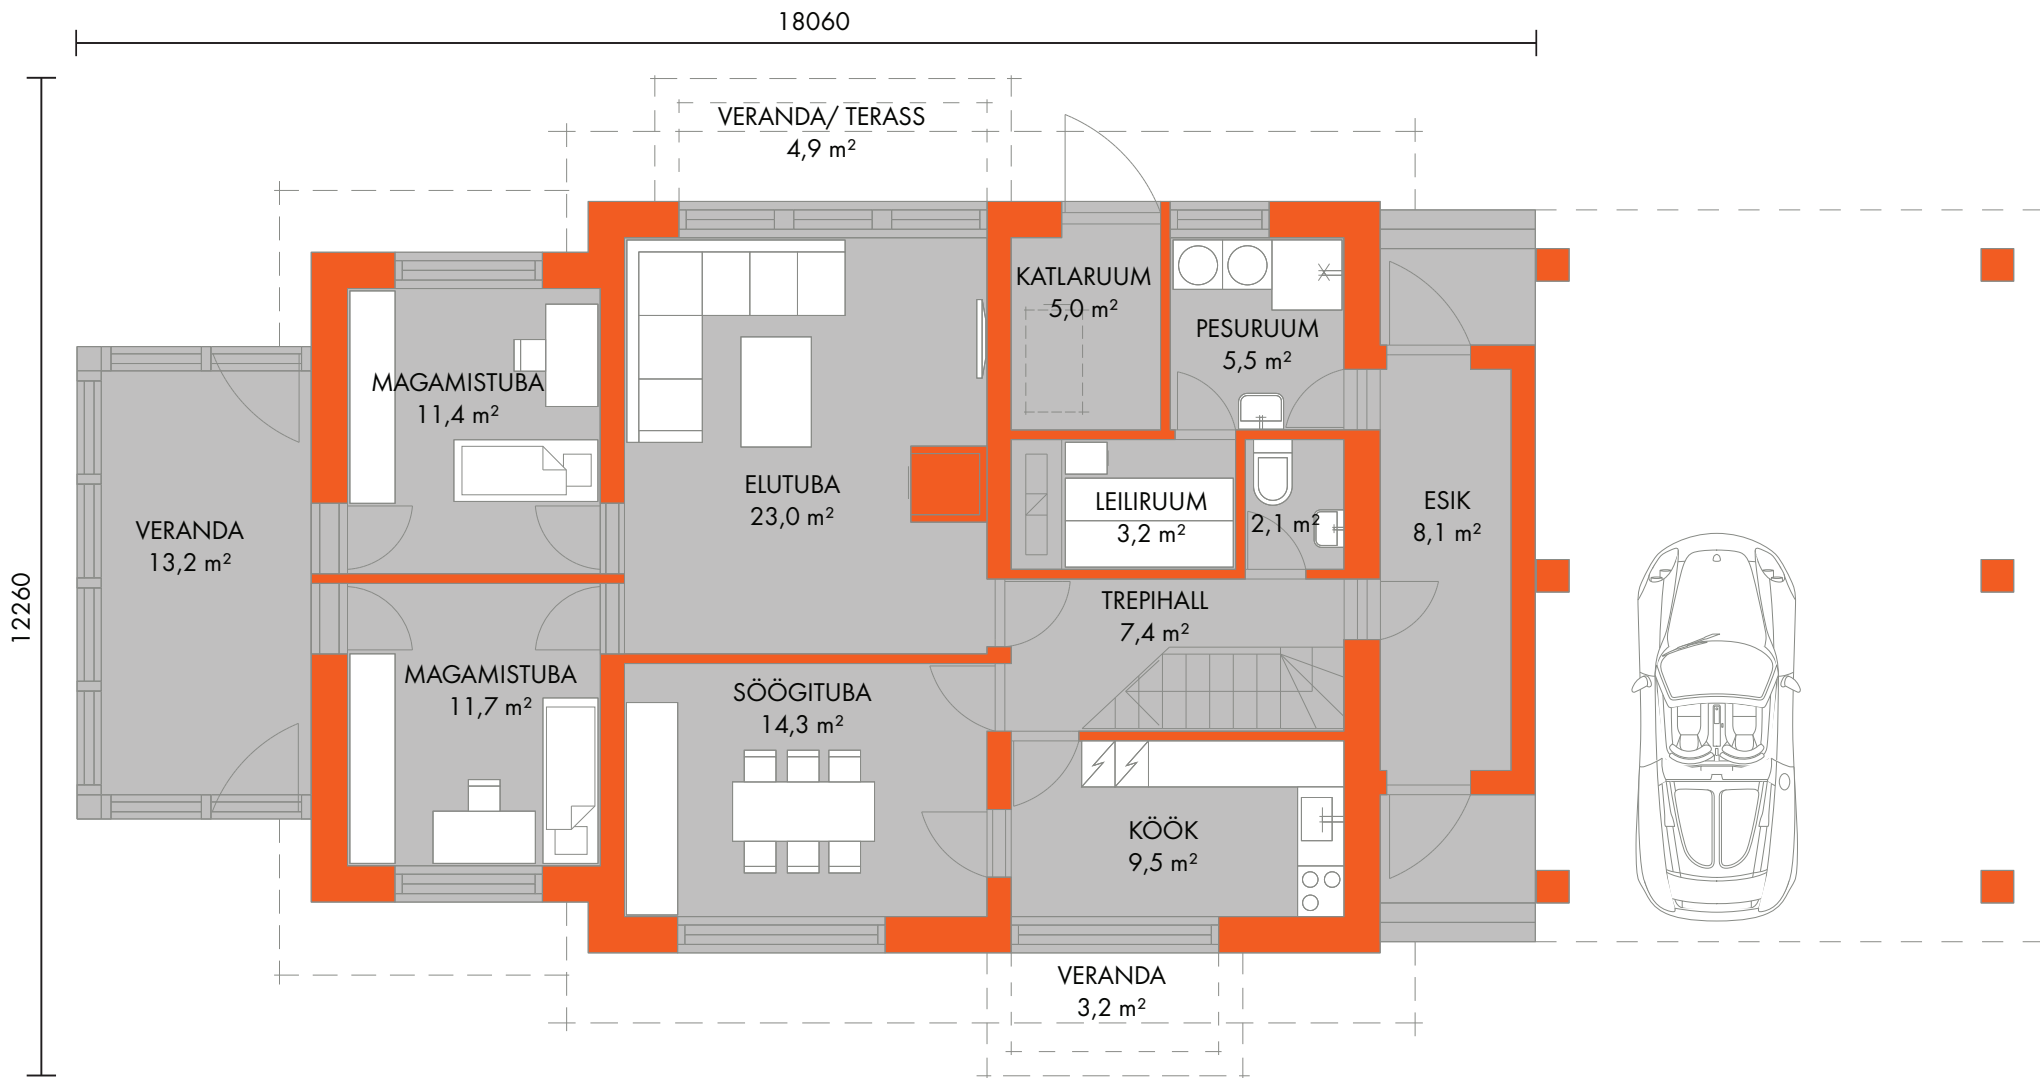 18060
VERANDA/ TERASS
4,9 m²
KATLARUUM
5,0 m²
PESURUUM
5,5 m²
MAGAMISTUBA
11,4 m²
ELUTUBA
23,0 m²
LEILIRUUM
3,2 m²
2,1 m²
ESIK
8,1 m²
VERANDA
13,2 m²
12260
TREPIHALL
7,4 m²
MAGAMISTUBA
11,7 m²
SÖÖGITUBA
14,3 m²
KÖÖK
9,5 m²
VERANDA
3,2 m²